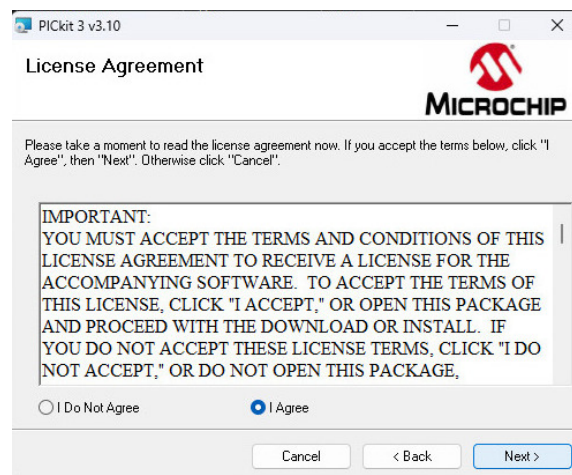 PICkit 3 v3.10
License Agreement
MICROCHIP
Please take a moment to read the license agreement now. If you accept the terms below, click "I
Agree", then "Next". Otherwise click "Cancel".
IMPORTANT:
YOU MUST ACCEPT THE TERMS AND CONDITIONS OF THIS
LICENSE AGREEMENT TO RECEIVE A LICENSE FOR THE
ACCOMPANYING SOFTWARE.  TO ACCEPT THE TERMS OF
THIS LICENSE, CLICK "I ACCEPT," OR OPEN THIS PACKAGE
AND PROCEED WITH THE DOWNLOAD OR INSTALL.  IF
YOU DO NOT ACCEPT THESE LICENSE TERMS, CLICK "I DO
NOT ACCEPT," OR DO NOT OPEN THIS PACKAGE,
I Do Not Agree
I Agree
Cancel
< Back
Next >